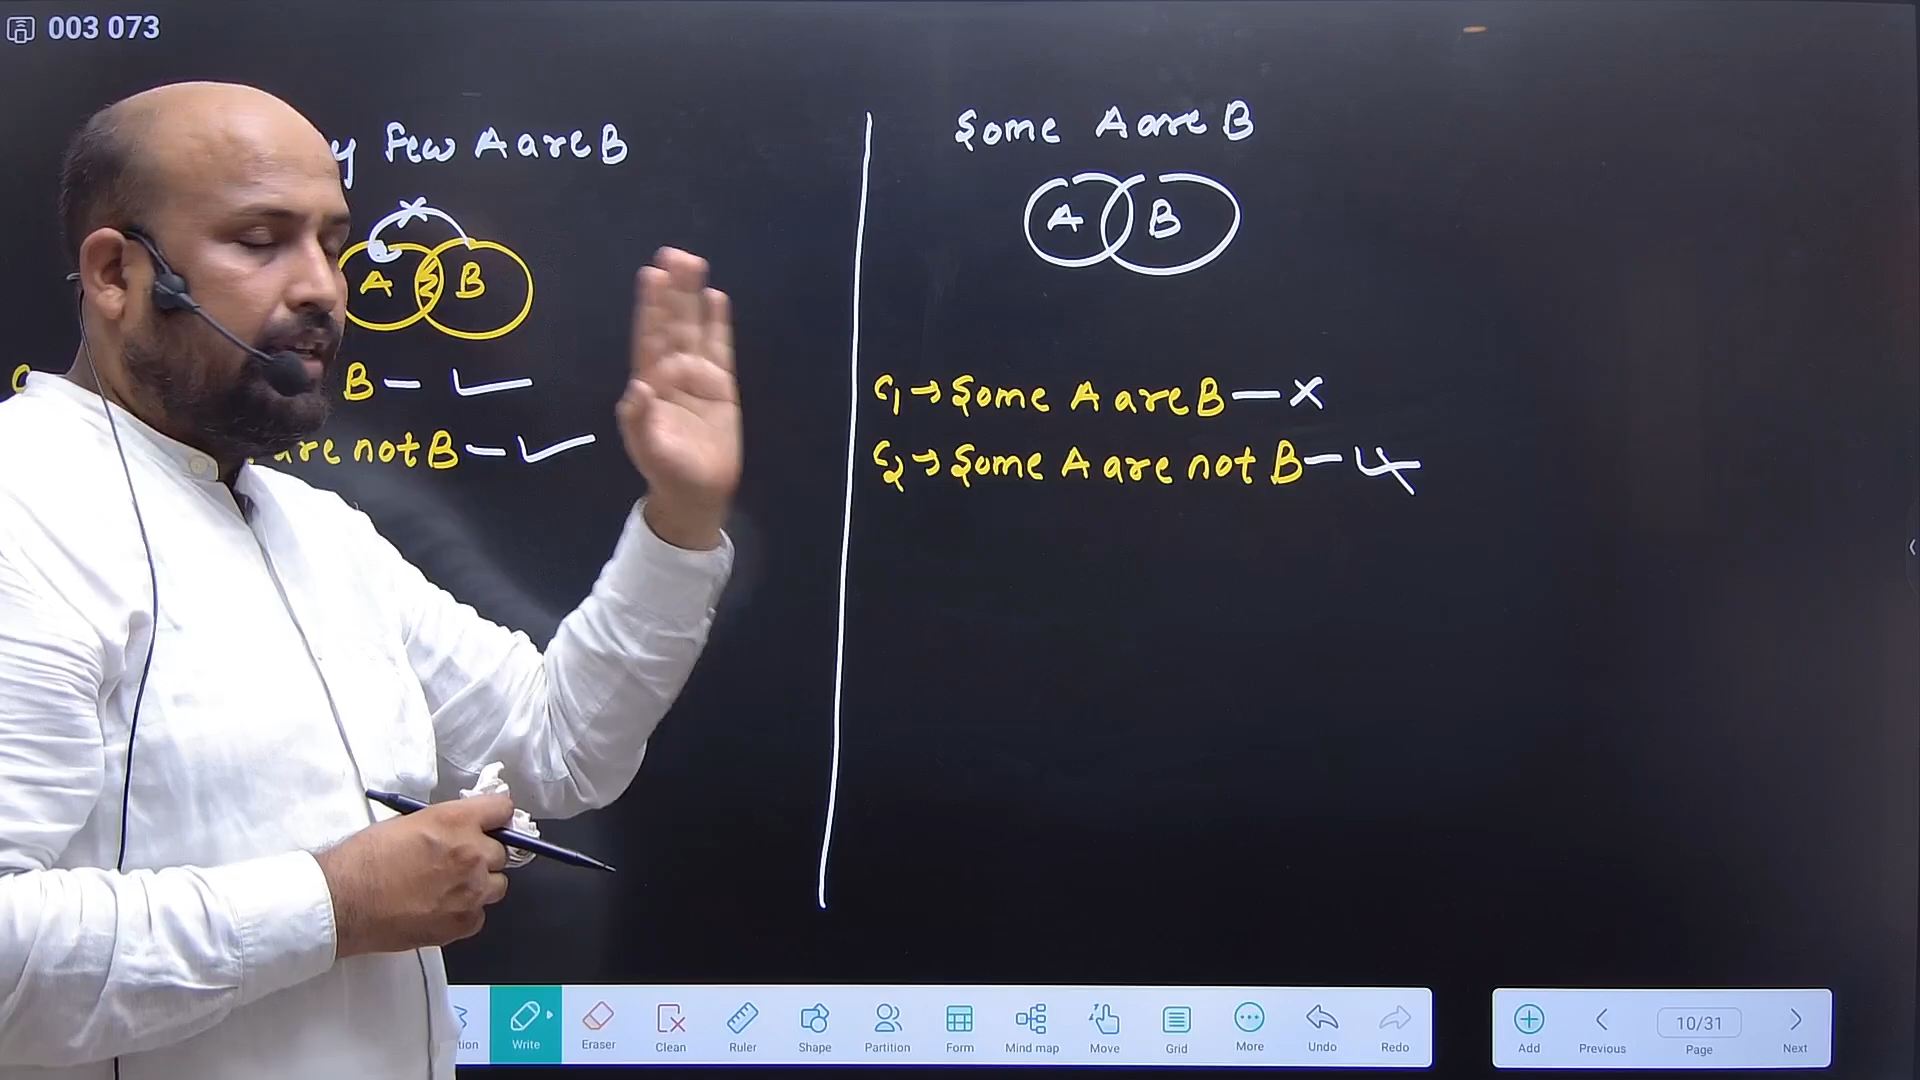 003 073
Few A are B
A B
B -
are not B -
Some A are B
A B
C1 → Some A are B - ×
C2 → Some A are not B -
Write
Eraser
Clean
Ruler
Shape
Partition
Form
Mind map
Move
Grid
More
Undo
Redo
Add
Previous
10/31
Page
Next